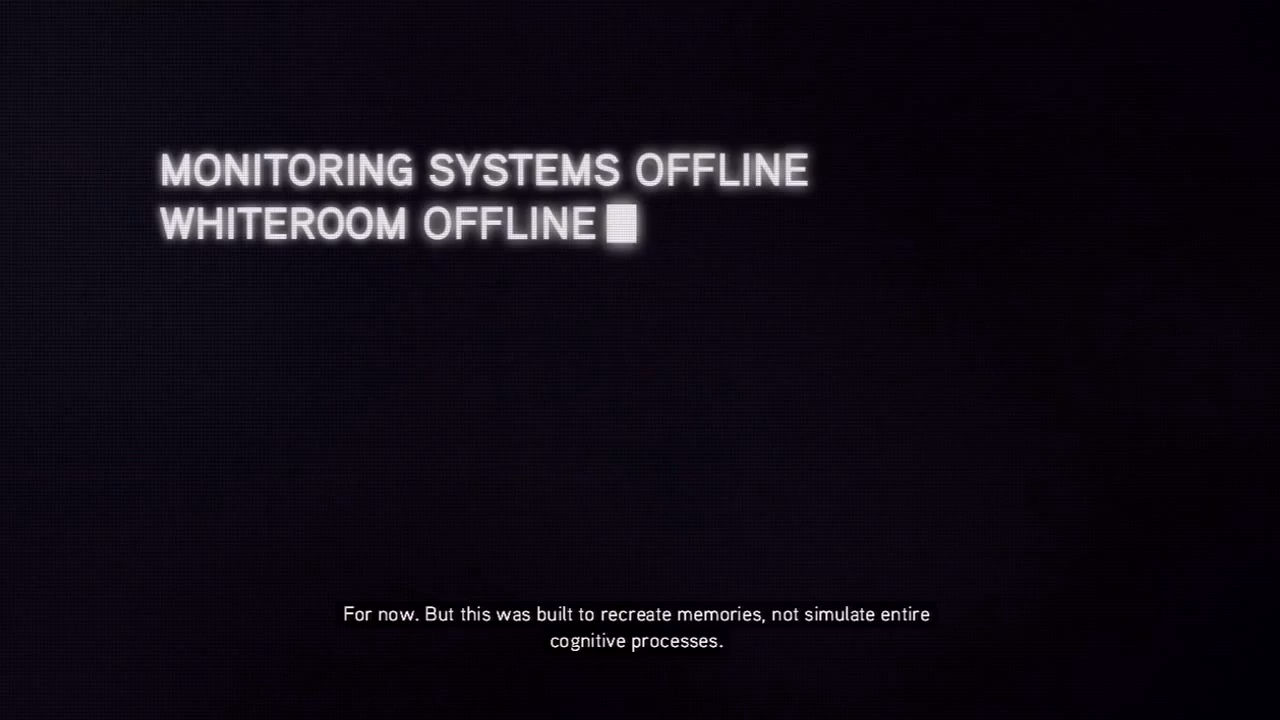 MONITORING SYSTEMS OFFLINE
WHITEROOM OFFLINE
For now. But this was built to recreate memories, not simulate entire
cognitive processes.